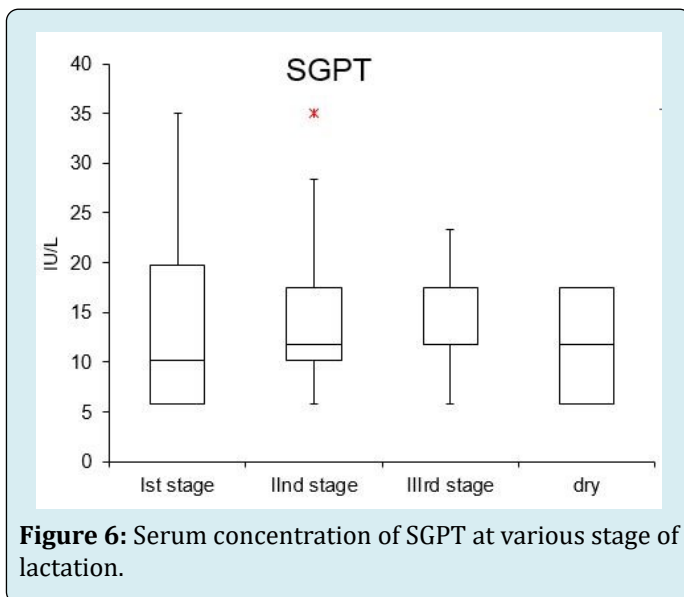 SGPT
40
35
30
25
20
15
10
5
0
IU/L
Ist stage IInd stage IIIrd stage dry
Figure 6: Serum concentration of SGPT at various stage of
lactation.